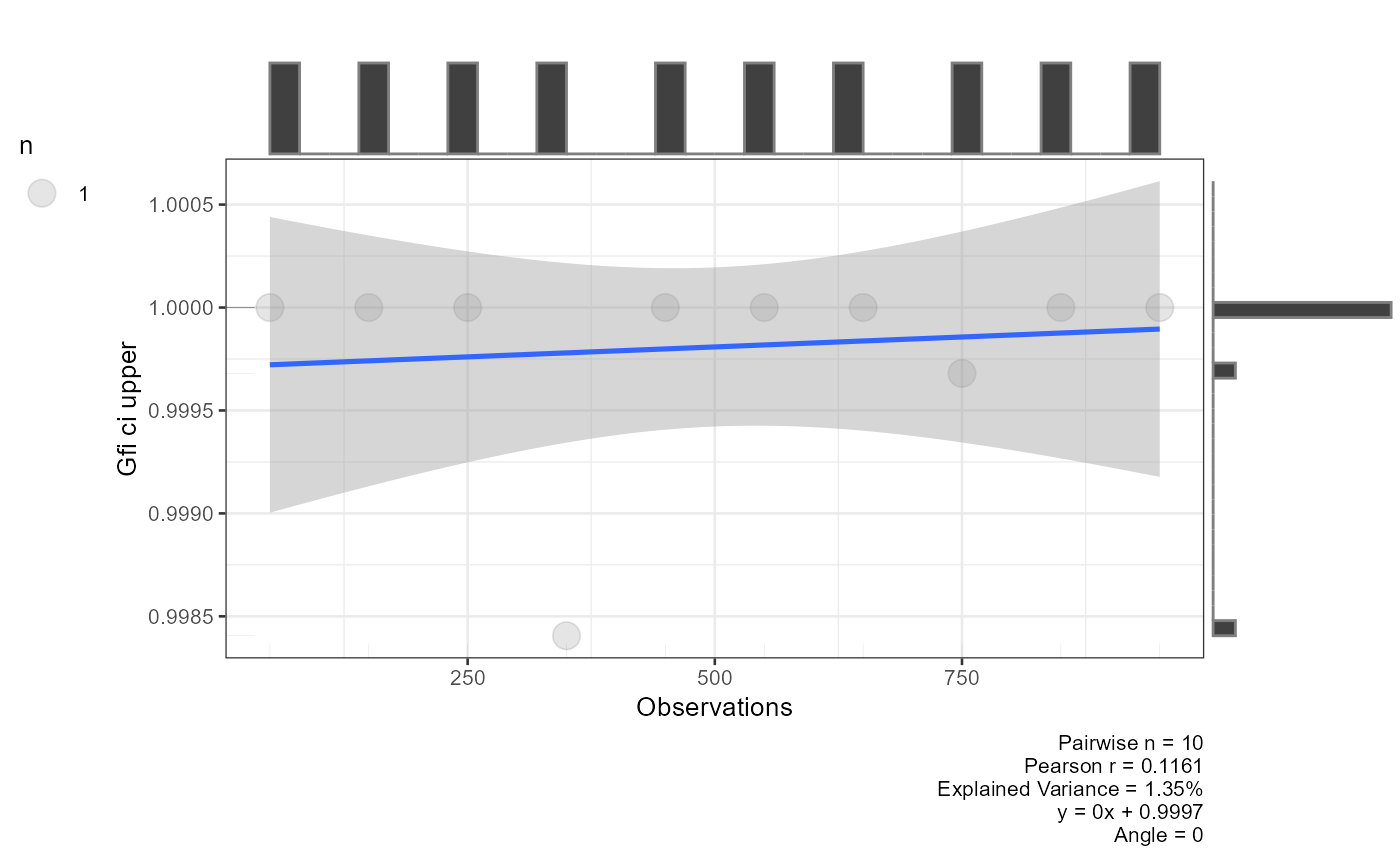 n
1
1.0005
1.0000
0.9995
0.9990
0.9985
Gfi ci upper
250
500
750
Observations
Pairwise n = 10
Pearson r = 0.1161
Explained Variance = 1.35%
y = 0x + 0.9997
Angle = 0